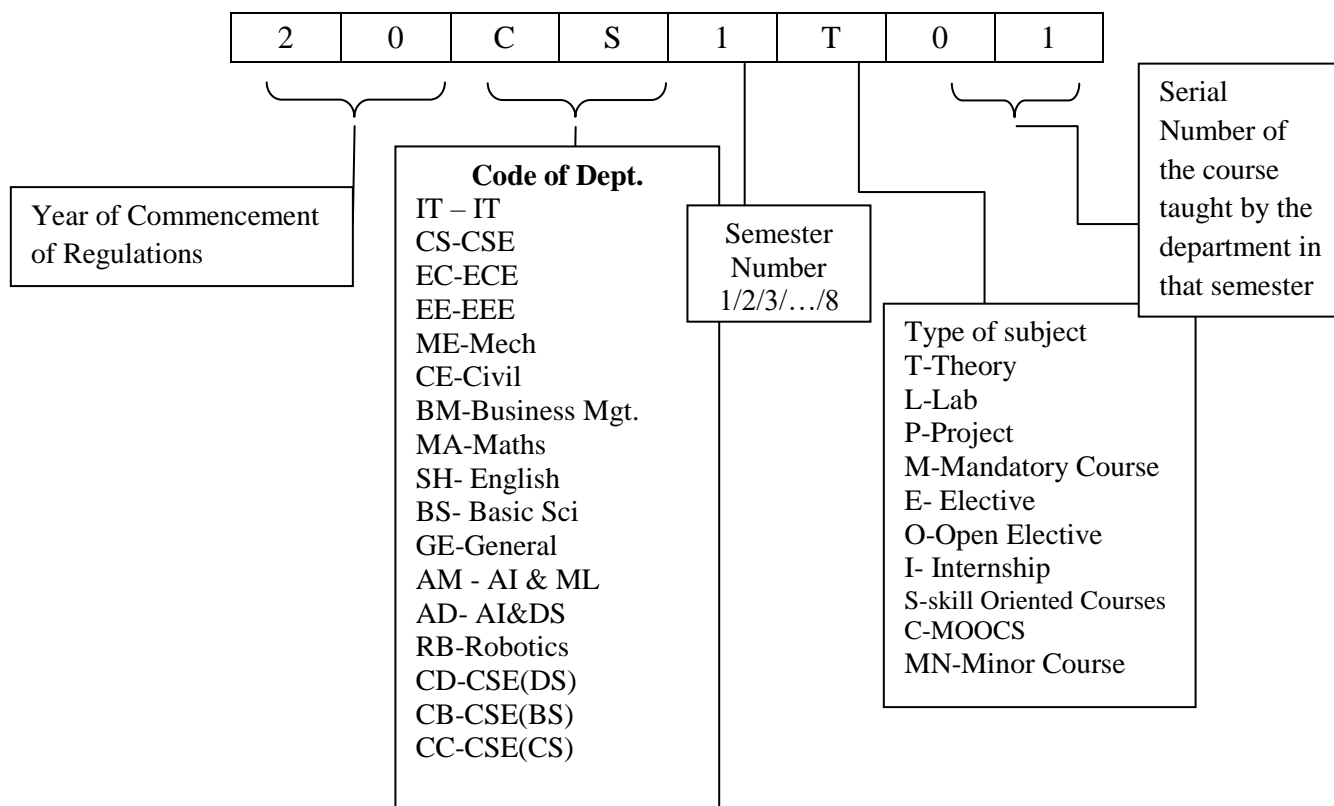 2 0 C S 1 T 0 1
Year of Commencement
of Regulations
Code of Dept.
IT – IT
CS-CSE
EC-ECE
EE-EEE
ME-Mech
CE-Civil
BM-Business Mgt.
MA-Maths
SH- English
BS- Basic Sci
GE-General
AM - AI & ML
AD- AI&DS
RB-Robotics
CD-CSE(DS)
CB-CSE(BS)
CC-CSE(CS)
Semester
Number
1/2/3/…/8
Type of subject
T-Theory
L-Lab
P-Project
M-Mandatory Course
E- Elective
O-Open Elective
I- Internship
S-skill Oriented Courses
C-MOOCS
MN-Minor Course
Serial
Number of
the course
taught by the
department in
that semester